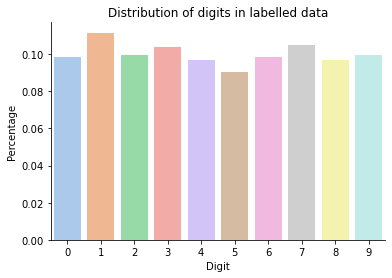 Distribution of digits in labelled data
Percentage
0.10
0.08
0.06
0.04
0.02
0.00
0 1 2 3 4 5 6 7 8 9
Digit